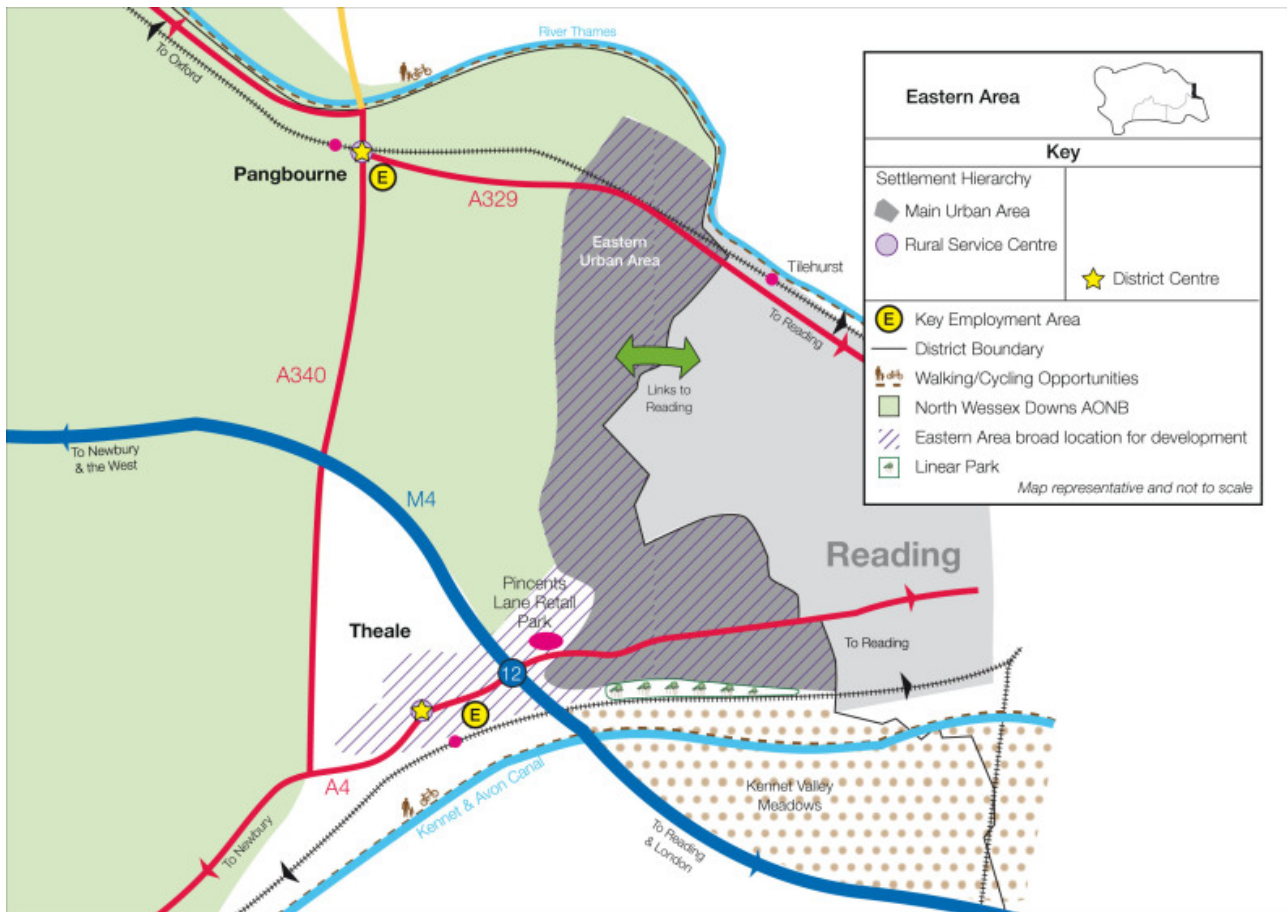 River Thames
To Oxford
Pangbourne
E
A329
Eastern
Urban Area
Tilehurst
To Reading
A340
Links to
Reading
To Newbury
& the West
M4
Reading
Pincents
Lane Retail
Park
Theale
12
To Reading
E
A4
Kennet & Avon Canal
Kennet Valley
Meadows
To Newbury
To Reading
& London
Eastern Area
Key
Settlement Hierarchy
Main Urban Area
Rural Service Centre
District Centre
E Key Employment Area
District Boundary
Walking/Cycling Opportunities
North Wessex Downs AONB
Eastern Area broad location for development
Linear Park
Map representative and not to scale